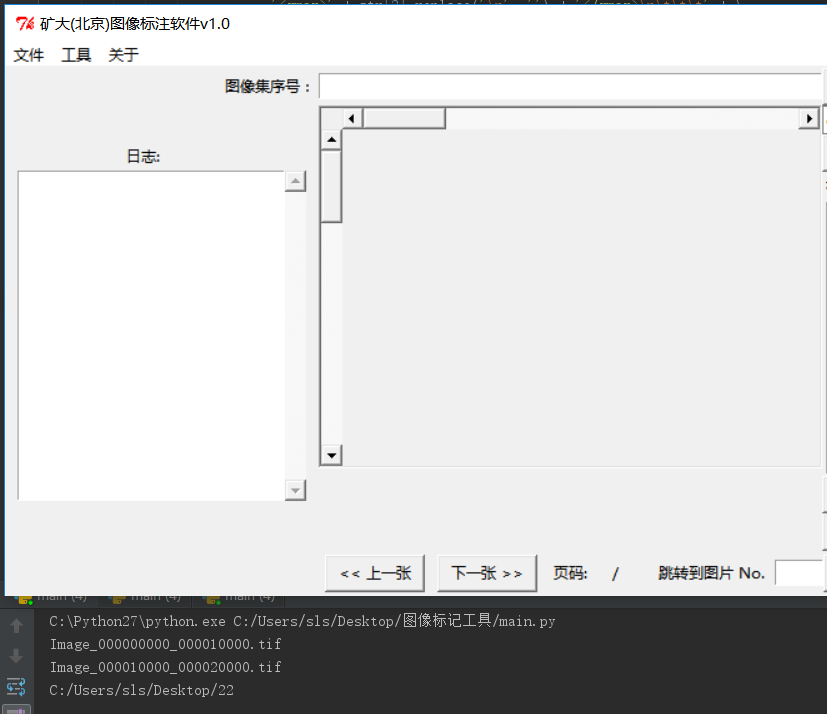 矿大(北京)图像标注软件v1.0
文件 工具 关于
图像集序号：
日志:
<< 上一张 下一张 >> 页码: / 跳转到图片 No.
main (4) main (4) main (4)
C:\Python27\python.exe C:/Users/sls/Desktop/图像标记工具/main.py
Image_000000000_000010000.tif
Image_000010000_000020000.tif
C:/Users/sls/Desktop/22